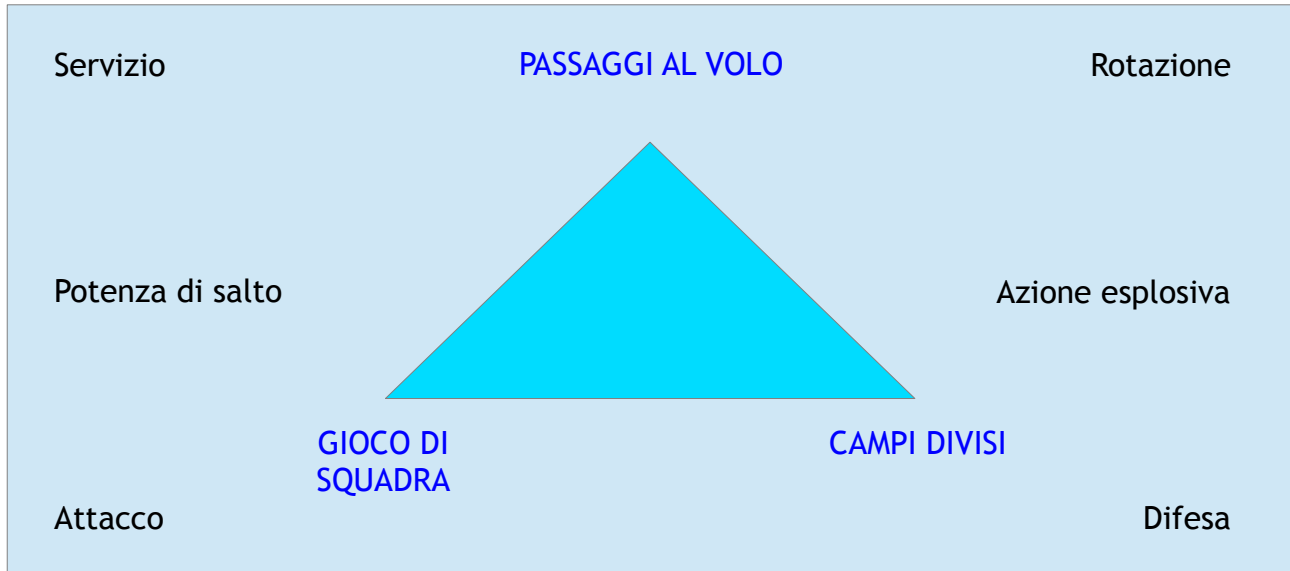 Servizio
PASSAGGI AL VOLO
Rotazione
Potenza di salto
Azione esplosiva
GIOCO DI
SQUADRA
CAMPI DIVISI
Attacco
Difesa